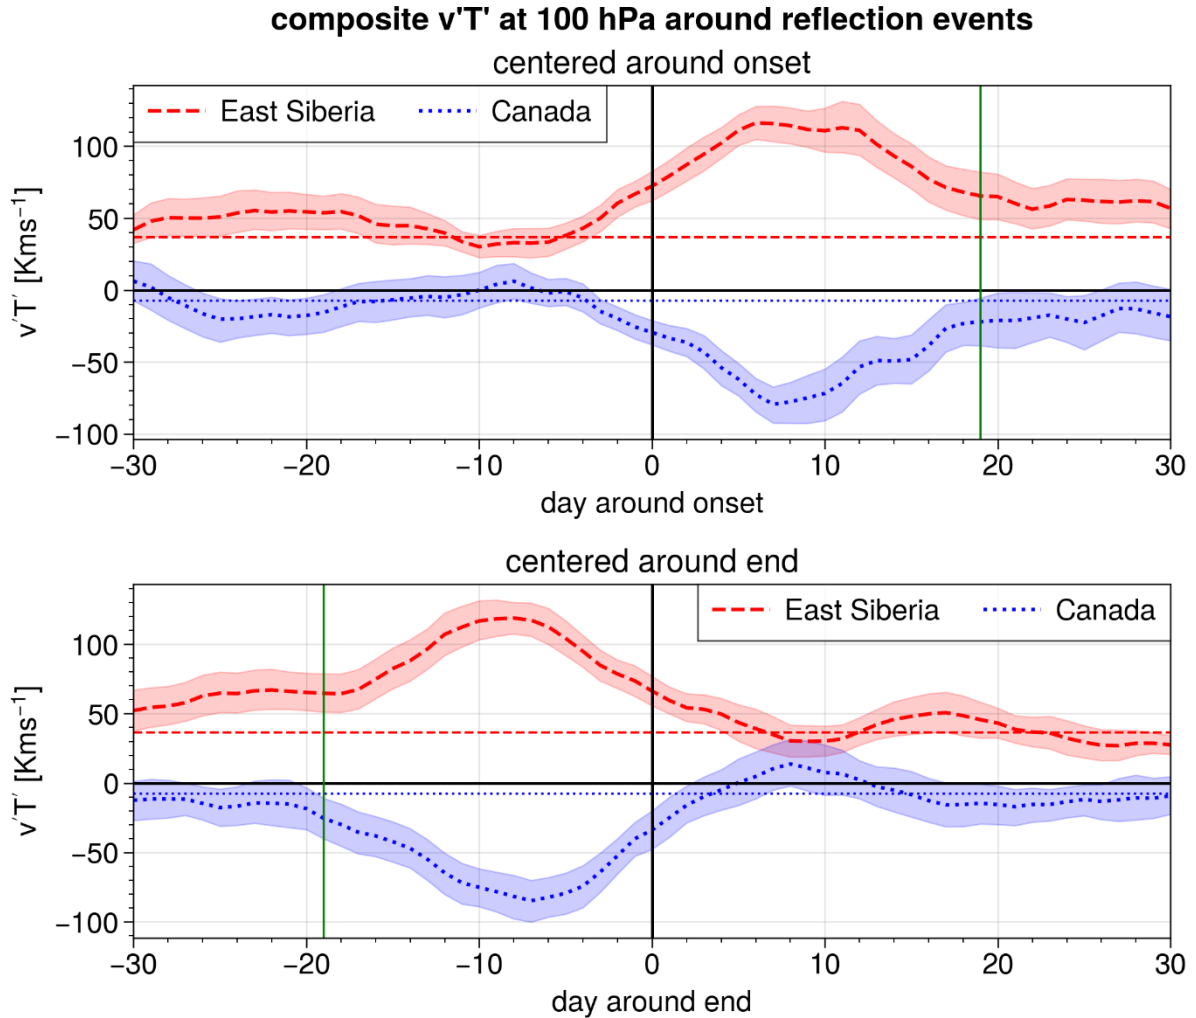 composite v'T' at 100 hPa around reflection events
centered around onset
East Siberia
Canada
100
50
0
−50
−100
v′T′ [Kms⁻¹]
−30
−20
−10
0
10
20
30
day around onset
centered around end
East Siberia
Canada
100
50
0
−50
−100
v′T′ [Kms⁻¹]
−30
−20
−10
0
10
20
30
day around end